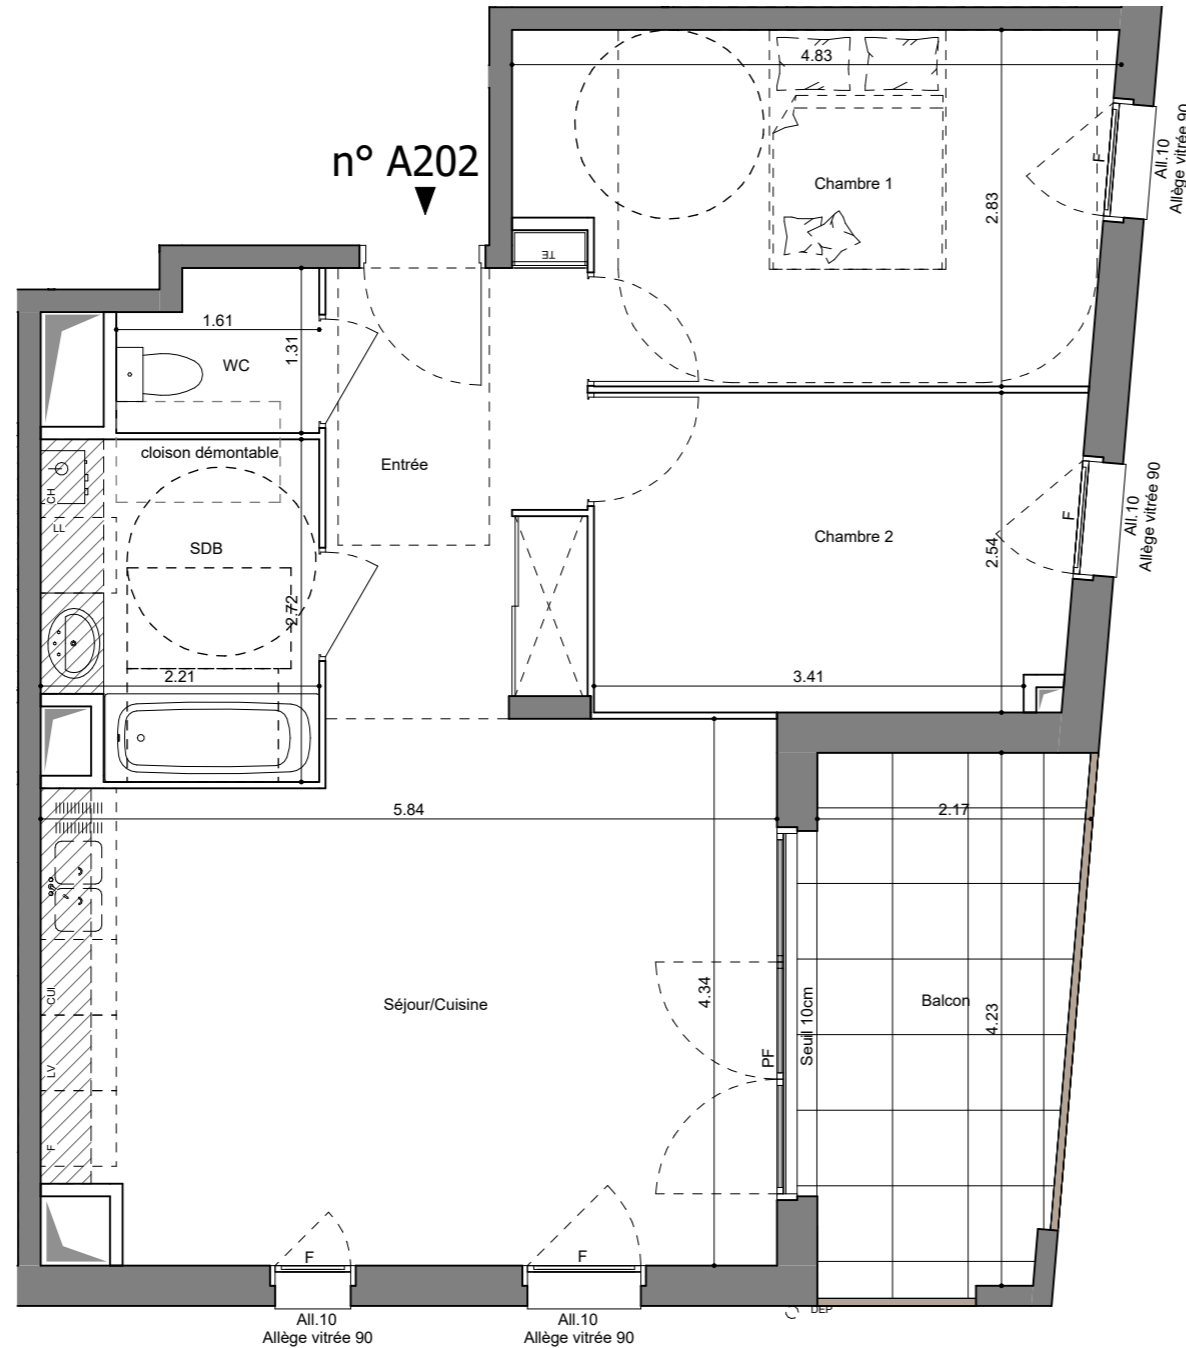 4.83
n° A202
All.10
Allège vitrée 90
F
Chambre 1
2.83
TE
1.61
1.31
WC
cloison démontable
Entrée
CH
LL
SDB
2.72
2.21
Chambre 2
2.54
F
All.10
Allège vitrée 90
3.41
5.84
2.17
CUI
LV
F
Séjour/Cuisine
4.34
PF
Seuil 10cm
Balcon
4.23
F
F
DEP
All.10
Allège vitrée 90
All.10
Allège vitrée 90